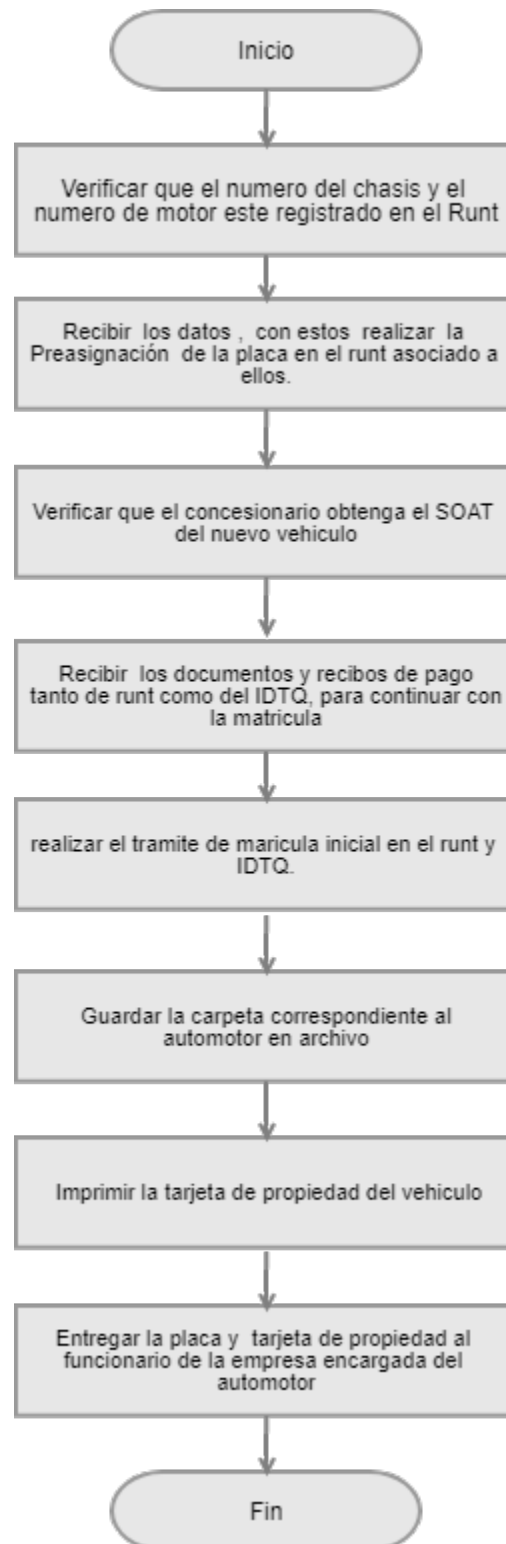 Inicio
Verificar que el numero del chasis y el
numero de motor este registrado en el Runt
Recibir los datos , con estos realizar la
Preasignación de la placa en el runt asociado a
ellos.
Verificar que el concesionario obtenga el SOAT
del nuevo vehiculo
Recibir los documentos y recibos de pago
tanto de runt como del IDTQ, para continuar con
la matricula
realizar el tramite de maricula inicial en el runt y
IDTQ.
Guardar la carpeta correspondiente al
automotor en archivo
Imprimir la tarjeta de propiedad del vehiculo
Entregar la placa y tarjeta de propiedad al
funcionario de la empresa encargada del
automotor
Fin